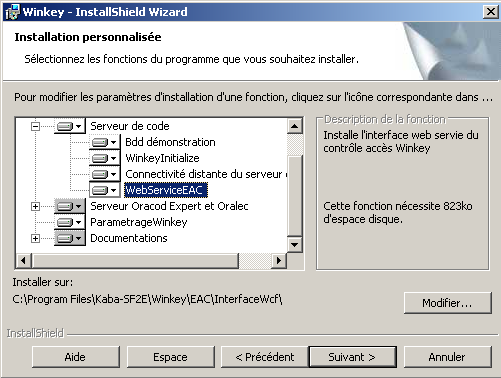 Winkey - InstallShield Wizard
Installation personnalisée
Sélectionnez les fonctions du programme que vous souhaitez installer.
Pour modifier les paramètres d'installation d'une fonction, cliquez sur l'icône correspondante dans ...
Serveur de code
Bdd démonstration
WinkeyInitialize
Connectivité distante du serveur
WebServiceEAC
Serveur Oracod Expert et Oralec
ParametrageWinkey
Documentations
Description de la fonction
Installe l'interface web servie du
contrôle accès Winkey
Cette fonction nécessite 823ko
d'espace disque.
Installer sur:
C:\Program Files\Kaba-SF2E\Winkey\EAC\InterfaceWcf\
Modifier...
InstallShield
Aide
Espace
< Précédent
Suivant >
Annuler